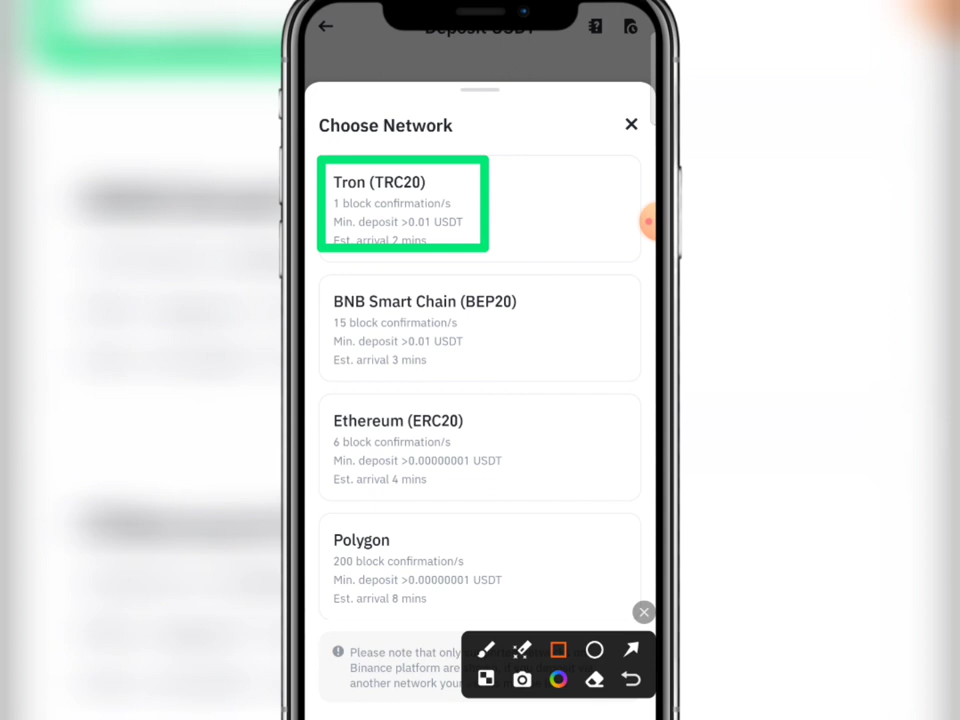 Deposit USDT
Choose Network
Tron (TRC20)
1 block confirmation/s
Min. deposit >0.01 USDT
Est. arrival 2 mins
BNB Smart Chain (BEP20)
15 block confirmation/s
Min. deposit >0.01 USDT
Est. arrival 3 mins
Ethereum (ERC20)
6 block confirmation/s
Min. deposit >0.00000001 USDT
Est. arrival 4 mins
Polygon
200 block confirmation/s
Min. deposit >0.00000001 USDT
Est. arrival 8 mins
Please note that only
Binance platform are
another network your